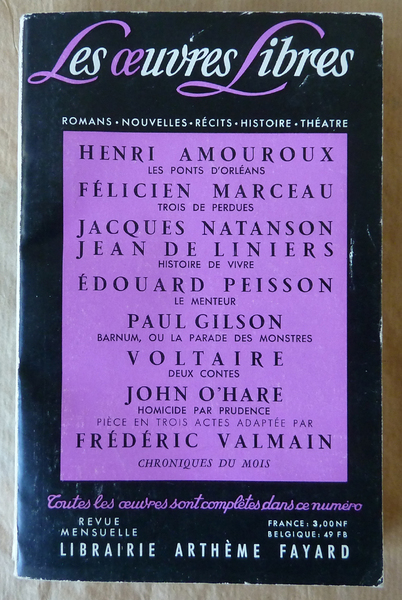 Les œuvres Libres
ROMANS • NOUVELLES • RÉCITS • HISTOIRE • THÉATRE
HENRI AMOUROUX
LES PONTS D'ORLÉANS
FÉLICIEN MARCEAU
TROIS DE PERDUES
JACQUES NATANSON
JEAN DE LINIERS
HISTOIRE DE VIVRE
ÉDOUARD PEISSON
LE MENTEUR
PAUL GILSON
BARNUM, OU LA PARADE DES MONSTRES
VOLTAIRE
DEUX CONTES
JOHN O'HARE
HOMICIDE PAR PRUDENCE
PIÈCE EN TROIS ACTES ADAPTÉE PAR
FRÉDÉRIC VALMAIN
CHRONIQUES DU MOIS
Toutes les œuvres sont complètes dans ce numéro
REVUE MENSUELLE
FRANCE: 3,00 NF
BELGIQUE: 49 FB
LIBRAIRIE ARTHÈME FAYARD